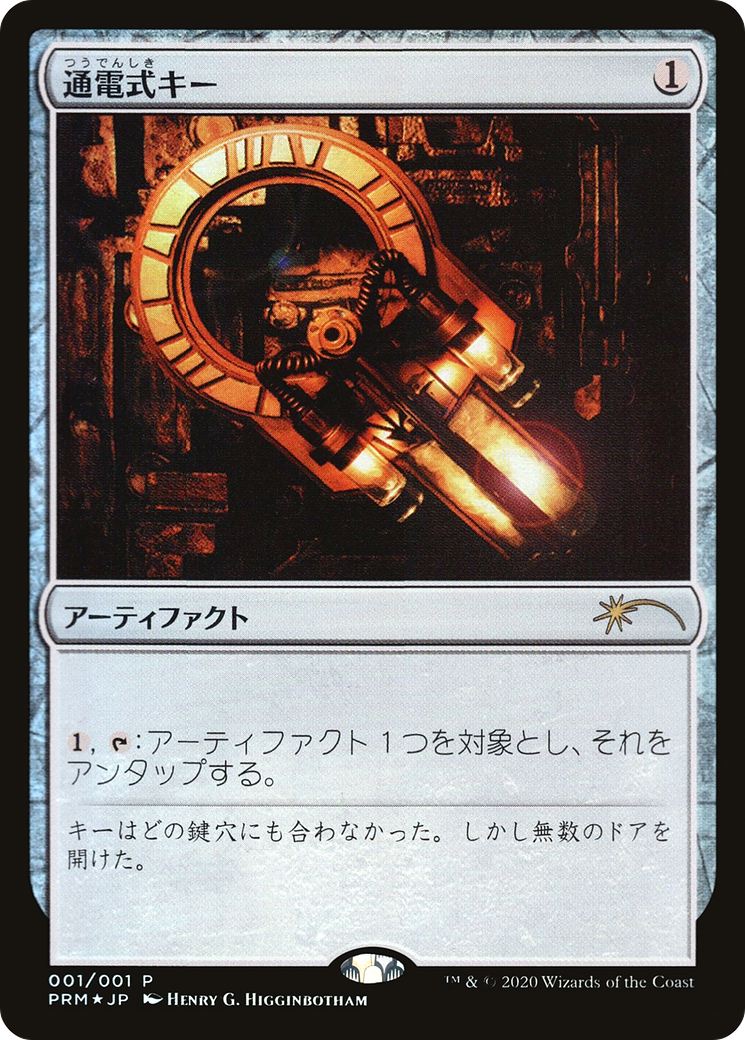 つうでんしき
通電式キー
1
アーティファクト
1, : アーティファクト 1 つを対象とし、それを
アンタップする。
キーはどの鍵穴にも合わなかった。 しかし無数のドアを
開けた。
001/001 P
PRM★JP HENRY G. HIGGINBOTHAM
™ & © 2020 Wizards of the Coast